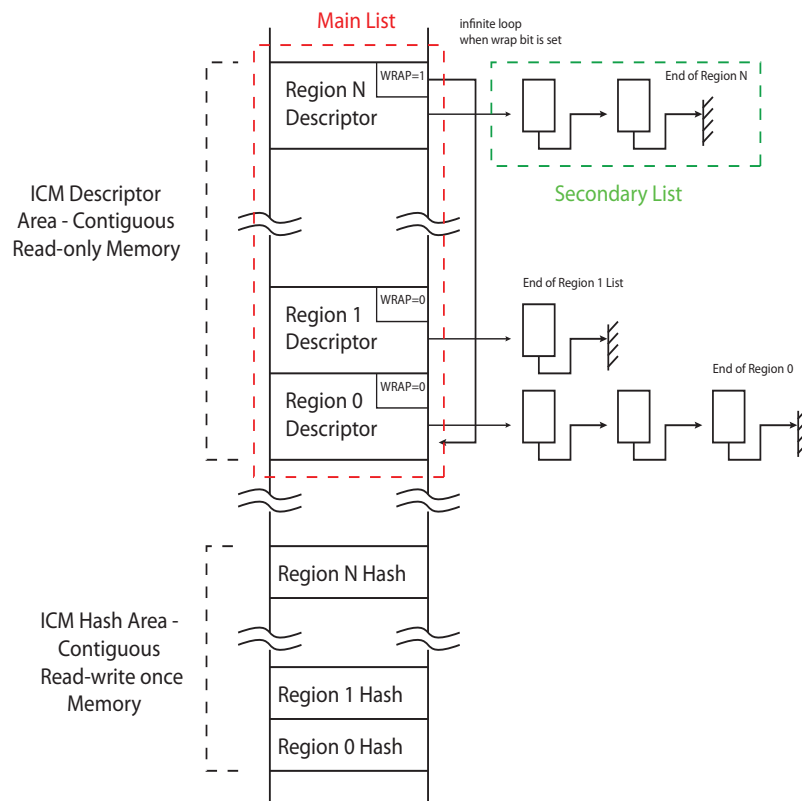 Main List
infinite loop
when wrap bit is set
Region N
Descriptor
WRAP=1
End of Region N
Secondary List
ICM Descriptor
Area - Contiguous
Read-only Memory
Region 1
Descriptor
WRAP=0
End of Region 1 List
Region 0
Descriptor
WRAP=0
End of Region 0
Region N Hash
ICM Hash Area -
Contiguous
Read-write once
Memory
Region 1 Hash
Region 0 Hash